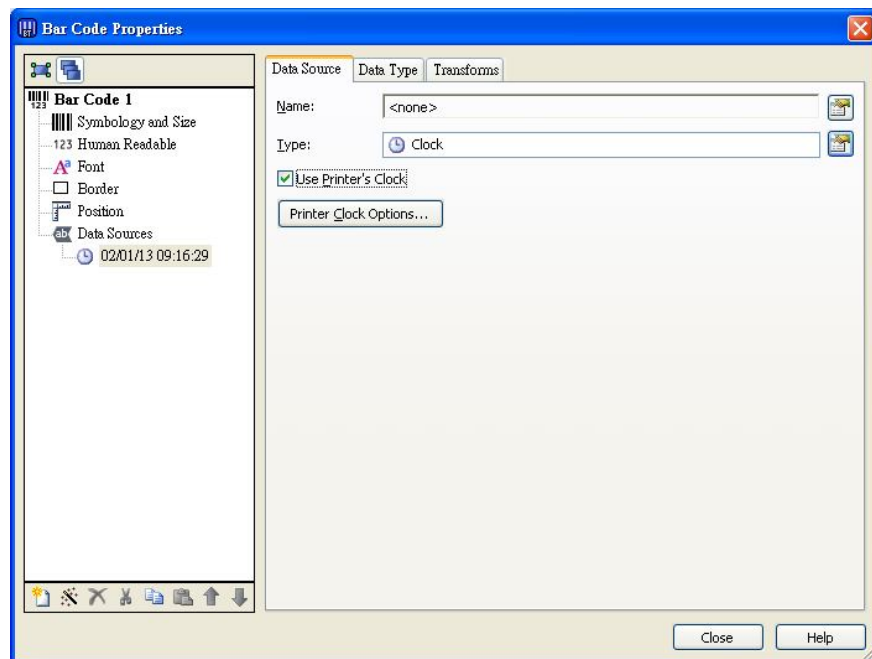 Bar Code Properties
Bar Code 1
Symbology and Size
123 Human Readable
Font
Border
Position
Data Sources
02/01/13 09:16:29
Data Source
Data Type
Transforms
Name:
<none>
Type:
Clock
Use Printer's Clock
Printer Clock Options...
Close
Help